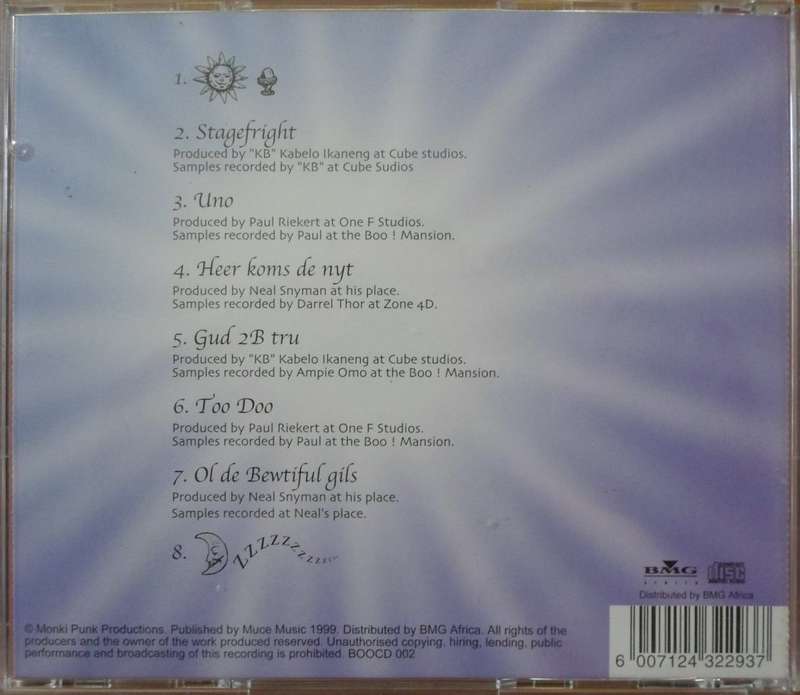 1.
2. Stagefright
Produced by "KB" Kabelo Ikaneng at Cube studios.
Samples recorded by "KB" at Cube Sudios
3. Uno
Produced by Paul Riekert at One F Studios.
Samples recorded by Paul at the Boo ! Mansion.
4. Heer koms de nyt
Produced by Neal Snyman at his place.
Samples recorded by Darrel Thor at Zone 4D.
5. Gud 2B tru
Produced by "KB" Kabelo Ikaneng at Cube studios.
Samples recorded by Ampie Omo at the Boo ! Mansion.
6. Too Doo
Produced by Paul Riekert at One F Studios.
Samples recorded by Paul at the Boo ! Mansion.
7. Ol de Bewtiful gils
Produced by Neal Snyman at his place.
Samples recorded at Neal's place.
8. ZZZZZzzzzzzz
BMG
AFRICA
COMPACT
disc
Distributed by BMG Africa
© Monki Punk Productions. Published by Muce Music 1999. Distributed by BMG Africa. All rights of the
producers and the owner of the work produced reserved. Unauthorised copying, hiring, lending, public
performance and broadcasting of this recording is prohibited. BOOCD 002
6 007124 322937